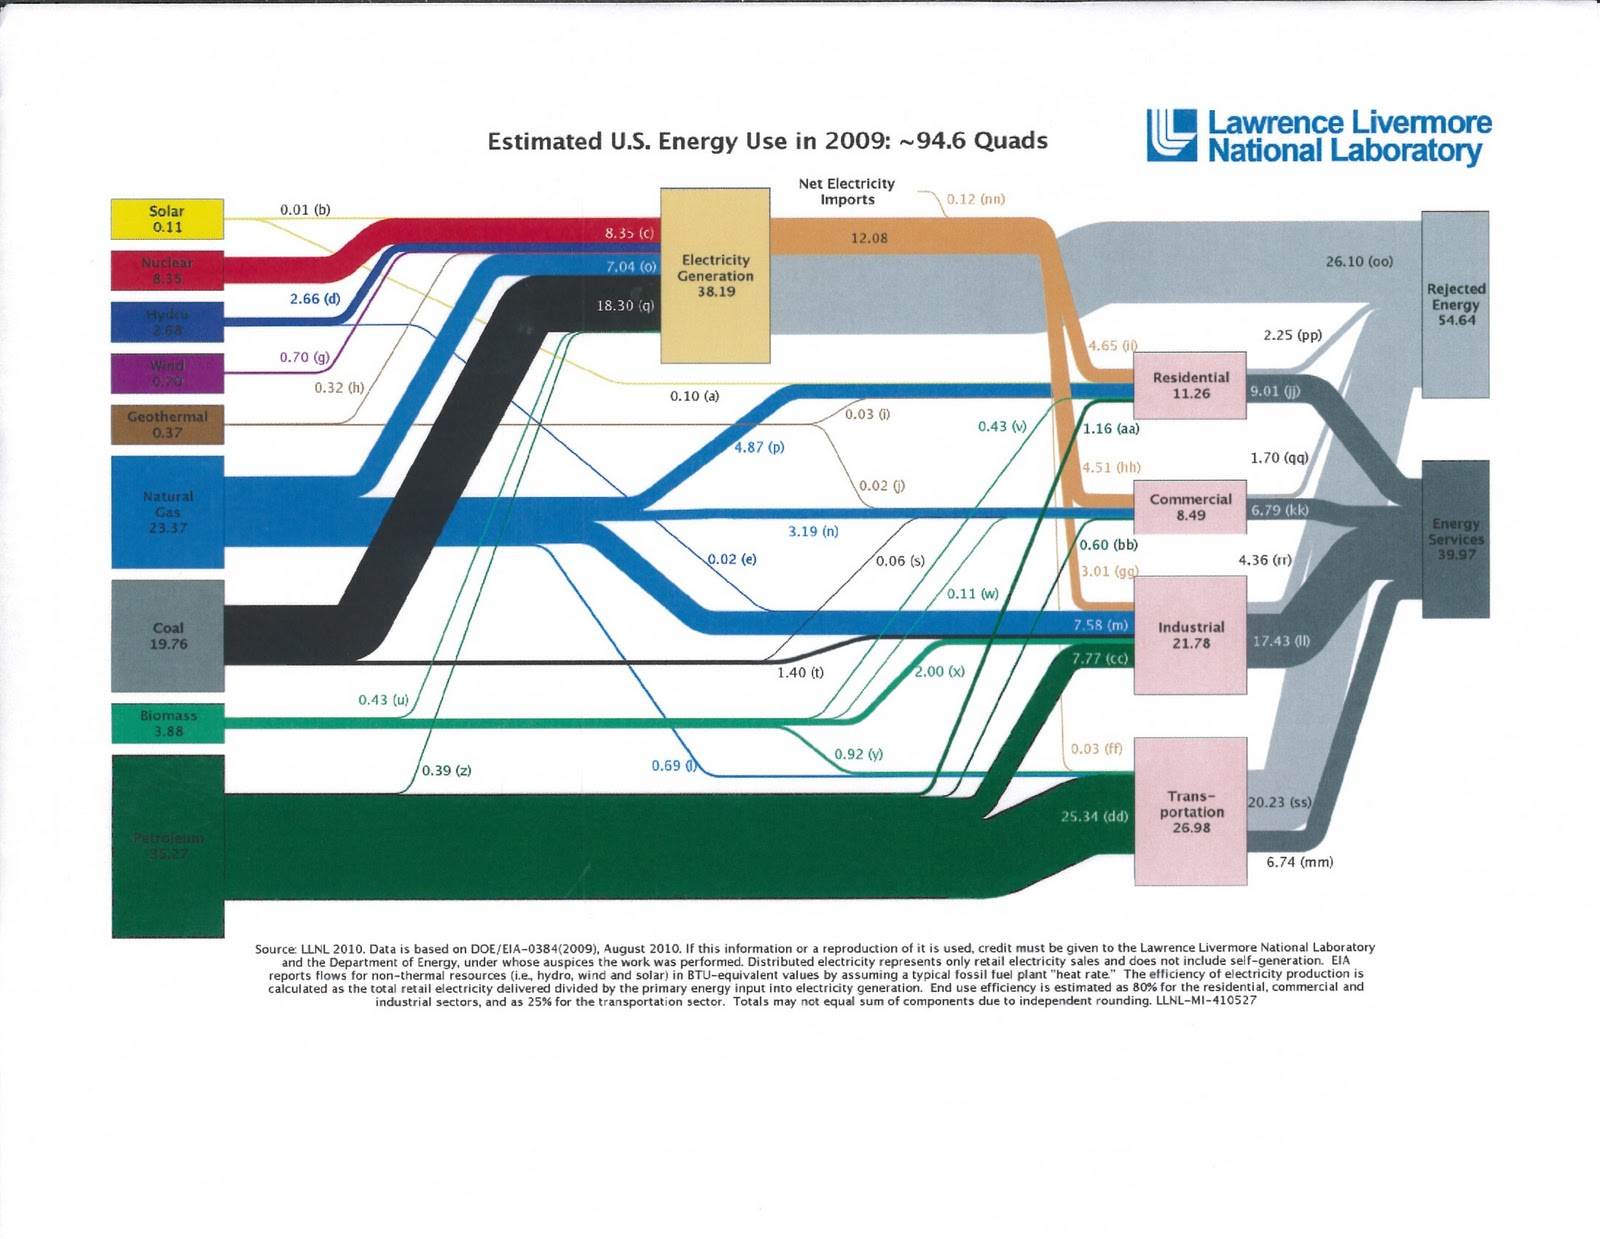 Lawrence Livermore
National Laboratory
Estimated U.S. Energy Use in 2009: ~94.6 Quads
Net Electricity
Imports
0.12 (nn)
Solar
0.11
0.01 (b)
Nuclear
8.35
8.35 (c)
12.08
Electricity
Generation
38.19
26.10 (oo)
Rejected
Energy
54.64
7.04 (o)
2.66 (d)
18.30 (q)
Hydro
2.68
Wind
0.70
0.70 (g)
4.65 (ii)
2.25 (pp)
0.32 (h)
0.10 (a)
Residential
11.26
9.01 (jj)
Geothermal
0.37
0.03 (i)
0.43 (v)
1.16 (aa)
4.87 (p)
4.51 (hh)
1.70 (qq)
Natural
Gas
23.37
0.02 (j)
Commercial
8.49
6.79 (kk)
3.19 (n)
0.60 (bb)
Energy
Services
39.97
0.02 (e)
0.06 (s)
3.01 (gg)
4.36 (rr)
0.11 (w)
Coal
19.76
7.58 (m)
Industrial
21.78
17.43 (ll)
1.40 (t)
2.00 (x)
7.77 (cc)
0.43 (u)
Biomass
3.88
0.92 (y)
0.03 (ff)
0.39 (z)
0.69 (l)
Petroleum
35.27
25.34 (dd)
Trans-
portation
26.98
20.23 (ss)
6.74 (mm)
Source: LLNL 2010. Data is based on DOE/EIA-0384(2009), August 2010. If this information or a reproduction of it is used, credit must be given to the Lawrence Livermore National Laboratory
and the Department of Energy, under whose auspices the work was performed. Distributed electricity represents only retail electricity sales and does not include self-generation. EIA
reports flows for non-thermal resources (i.e., hydro, wind and solar) in BTU-equivalent values by assuming a typical fossil fuel plant "heat rate." The efficiency of electricity production is
calculated as the total retail electricity delivered divided by the primary energy input into electricity generation. End use efficiency is estimated as 80% for the residential, commercial and
industrial sectors, and as 25% for the transportation sector. Totals may not equal sum of components due to independent rounding. LLNL-MI-410527